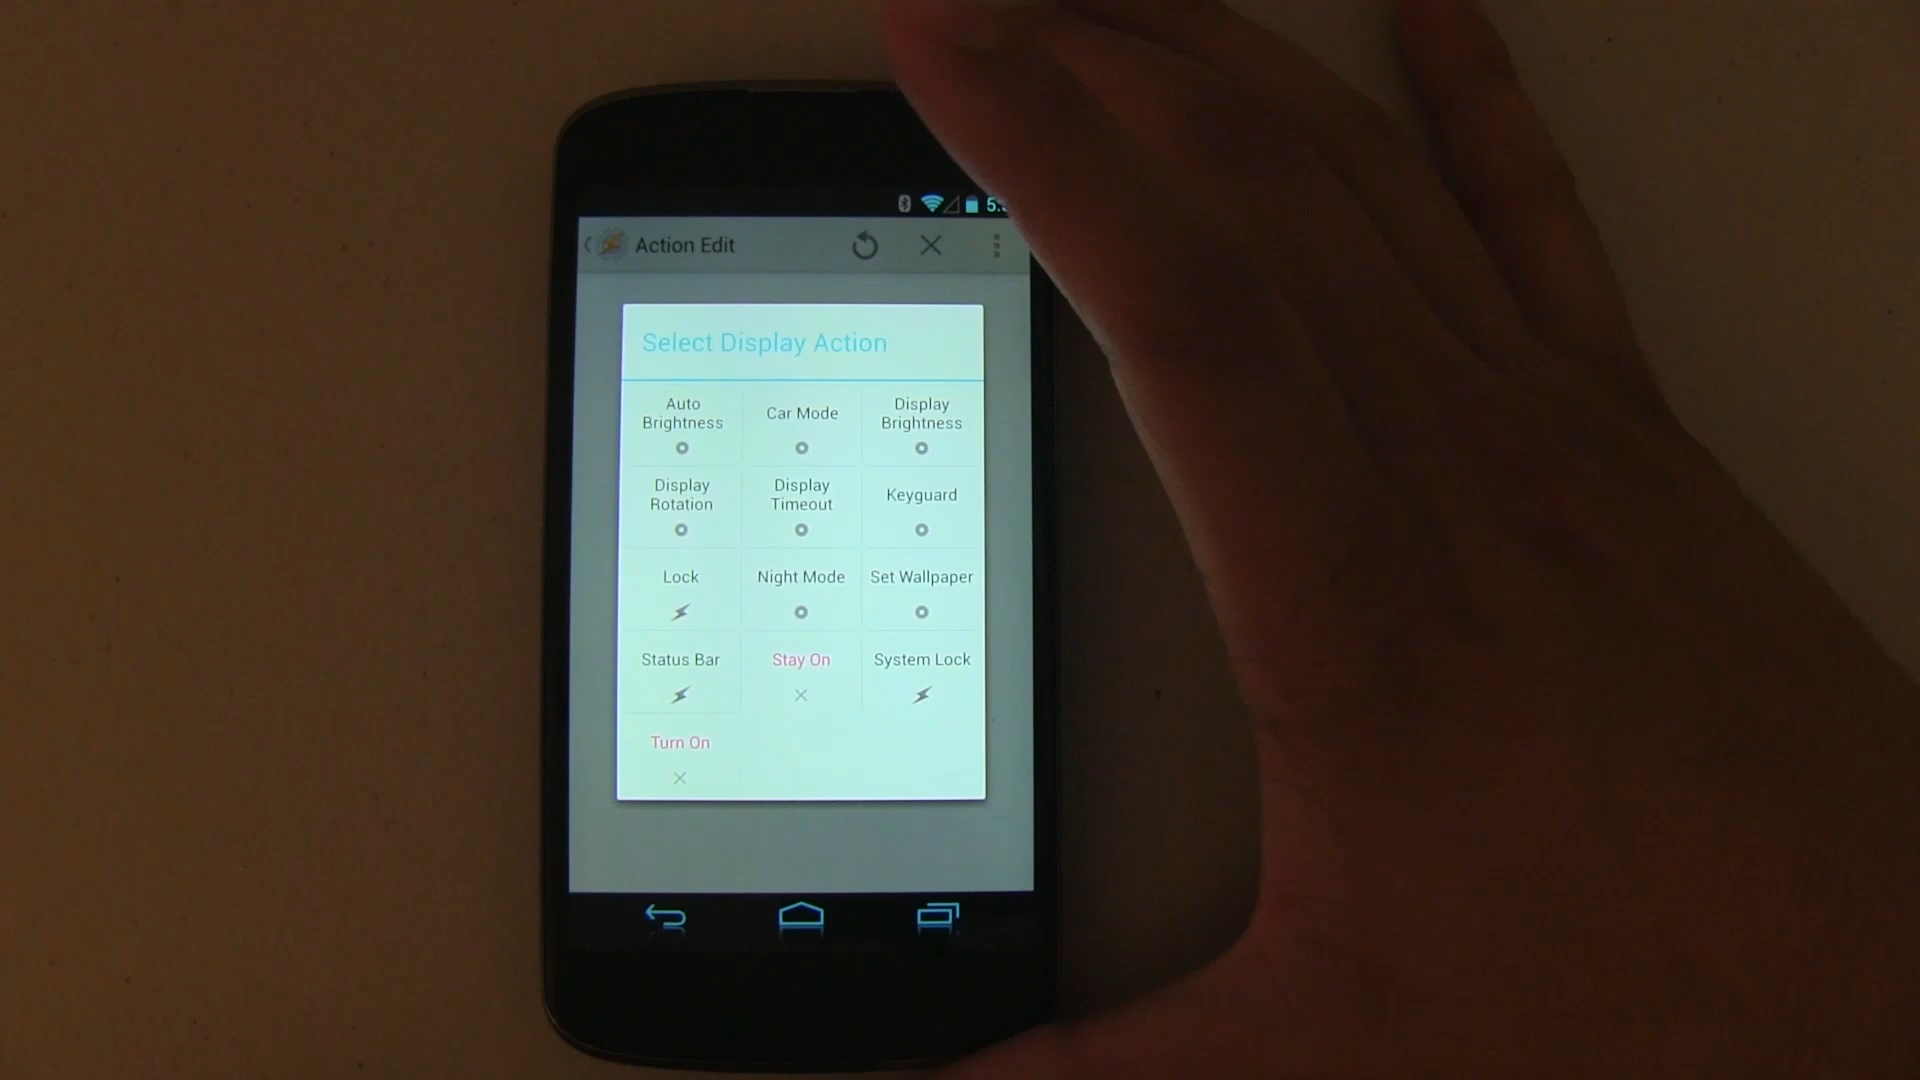 Action Edit
Select Display Action
Auto
Brightness
Car Mode
Display
Brightness
Display
Rotation
Display
Timeout
Keyguard
Lock
Night Mode
Set Wallpaper
Status Bar
Stay On
System Lock
Turn On